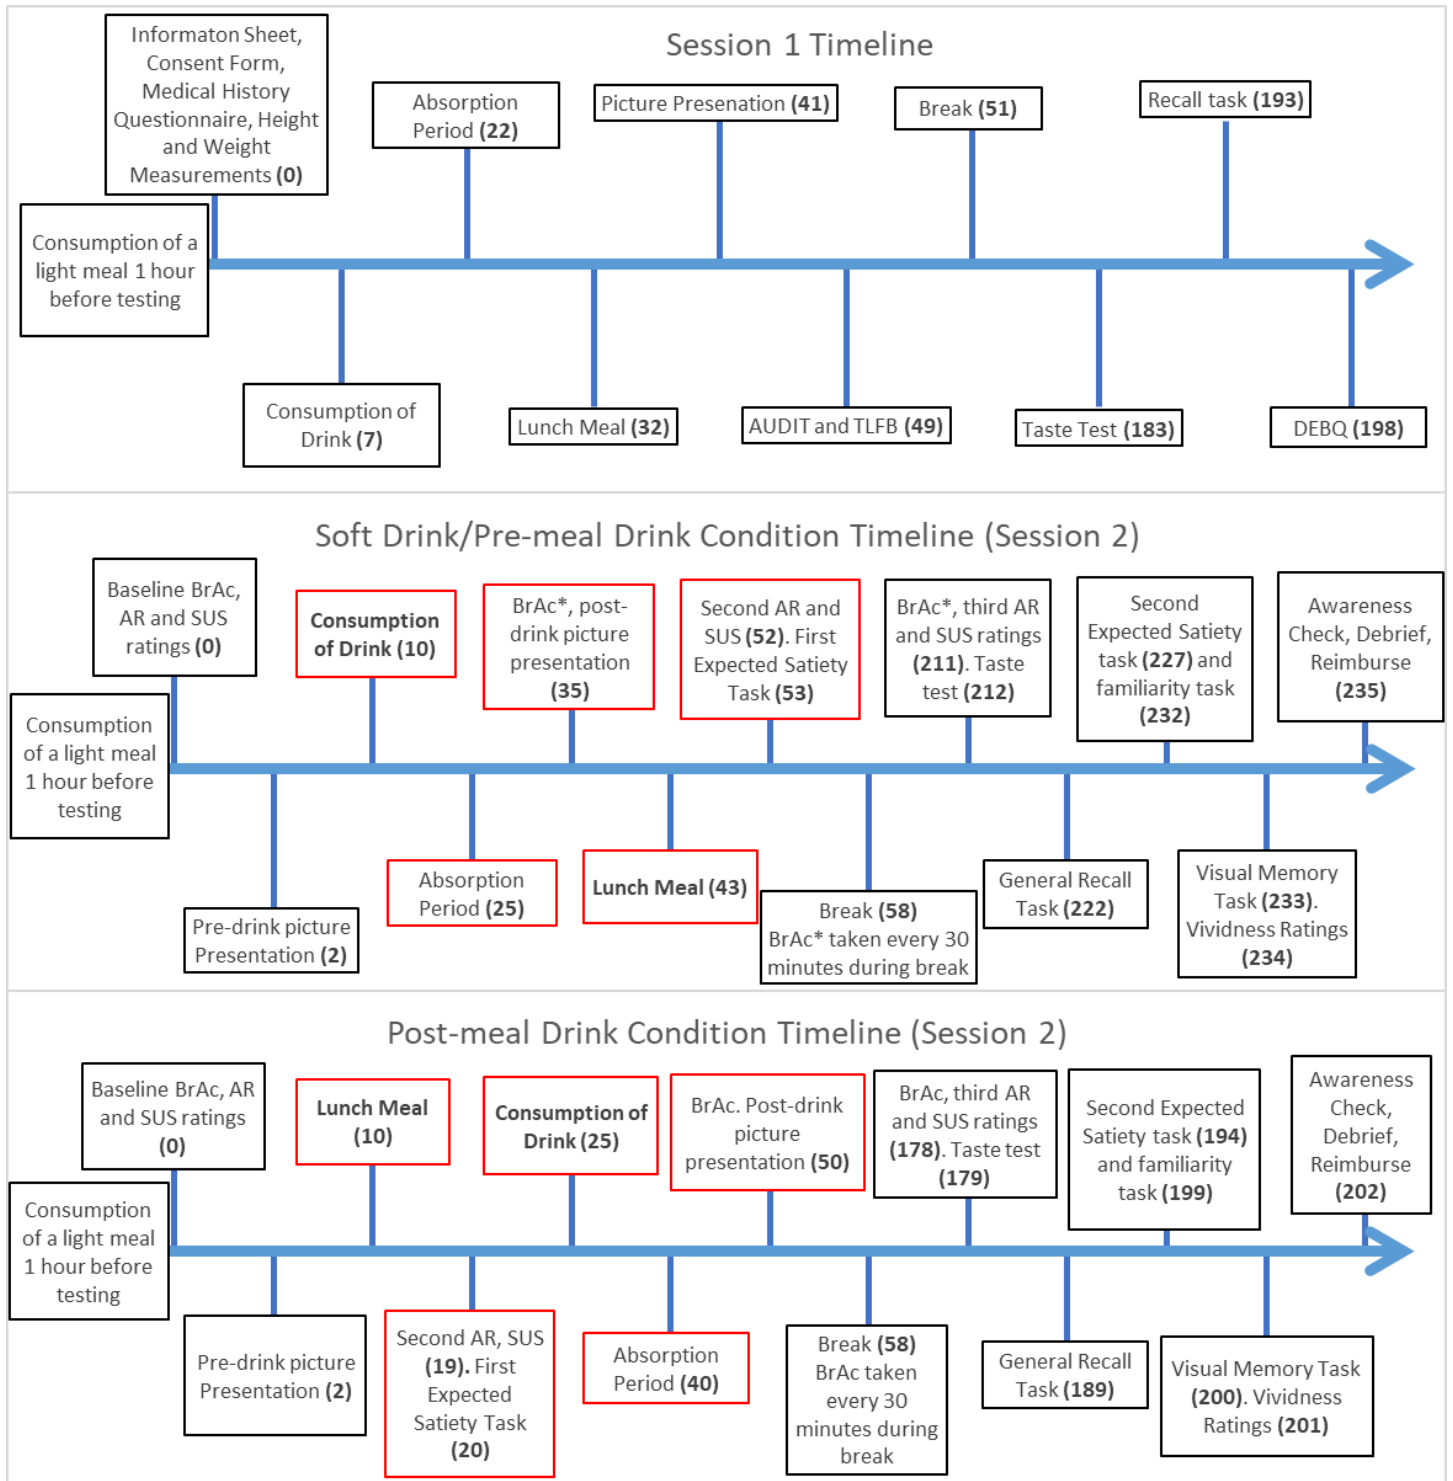 Session 1 Timeline
Informaton Sheet,
Consent Form,
Medical History
Questionnaire, Height
and Weight
Measurements (0)
Absorption
Period (22)
Picture Presenation (41)
Break (51)
Recall task (193)
Consumption of a
light meal 1 hour
before testing
Consumption of
Drink (7)
Lunch Meal (32)
AUDIT and TLFB (49)
Taste Test (183)
DEBQ (198)
Soft Drink/Pre-meal Drink Condition Timeline (Session 2)
Baseline BrAc,
AR and SUS
ratings (0)
Consumption
of Drink (10)
BrAc*, post-
drink picture
presentation
(35)
Second AR and
SUS (52). First
Expected Satiety
Task (53)
BrAc*, third AR
and SUS ratings
(211). Taste
test (212)
Second
Expected Satiety
task (227) and
familiarity task
(232)
Awareness
Check, Debrief,
Reimburse
(235)
Consumption
of a light meal
1 hour before
testing
Pre-drink picture
Presentation (2)
Absorption
Period (25)
Lunch Meal (43)
Break (58)
BrAc* taken every 30
minutes during break
General Recall
Task (222)
Visual Memory
Task (233).
Vividness Ratings
(234)
Post-meal Drink Condition Timeline (Session 2)
Baseline BrAc, AR
and SUS ratings
(0)
Lunch Meal
(10)
Consumption of
Drink (25)
BrAc. Post-drink
picture
presentation (50)
BrAc, third AR
and SUS ratings
(178). Taste test
(179)
Second Expected
Satiety task (194)
and familiarity
task (199)
Awareness
Check,
Debrief,
Reimburse
(202)
Consumption
of a light meal
1 hour before
testing
Pre-drink picture
Presentation (2)
Second AR, SUS
(19). First
Expected
Satiety Task
(20)
Absorption
Period (40)
Break (58)
BrAc taken
every 30
minutes during
break
General Recall
Task (189)
Visual Memory Task
(200). Vividness
Ratings (201)